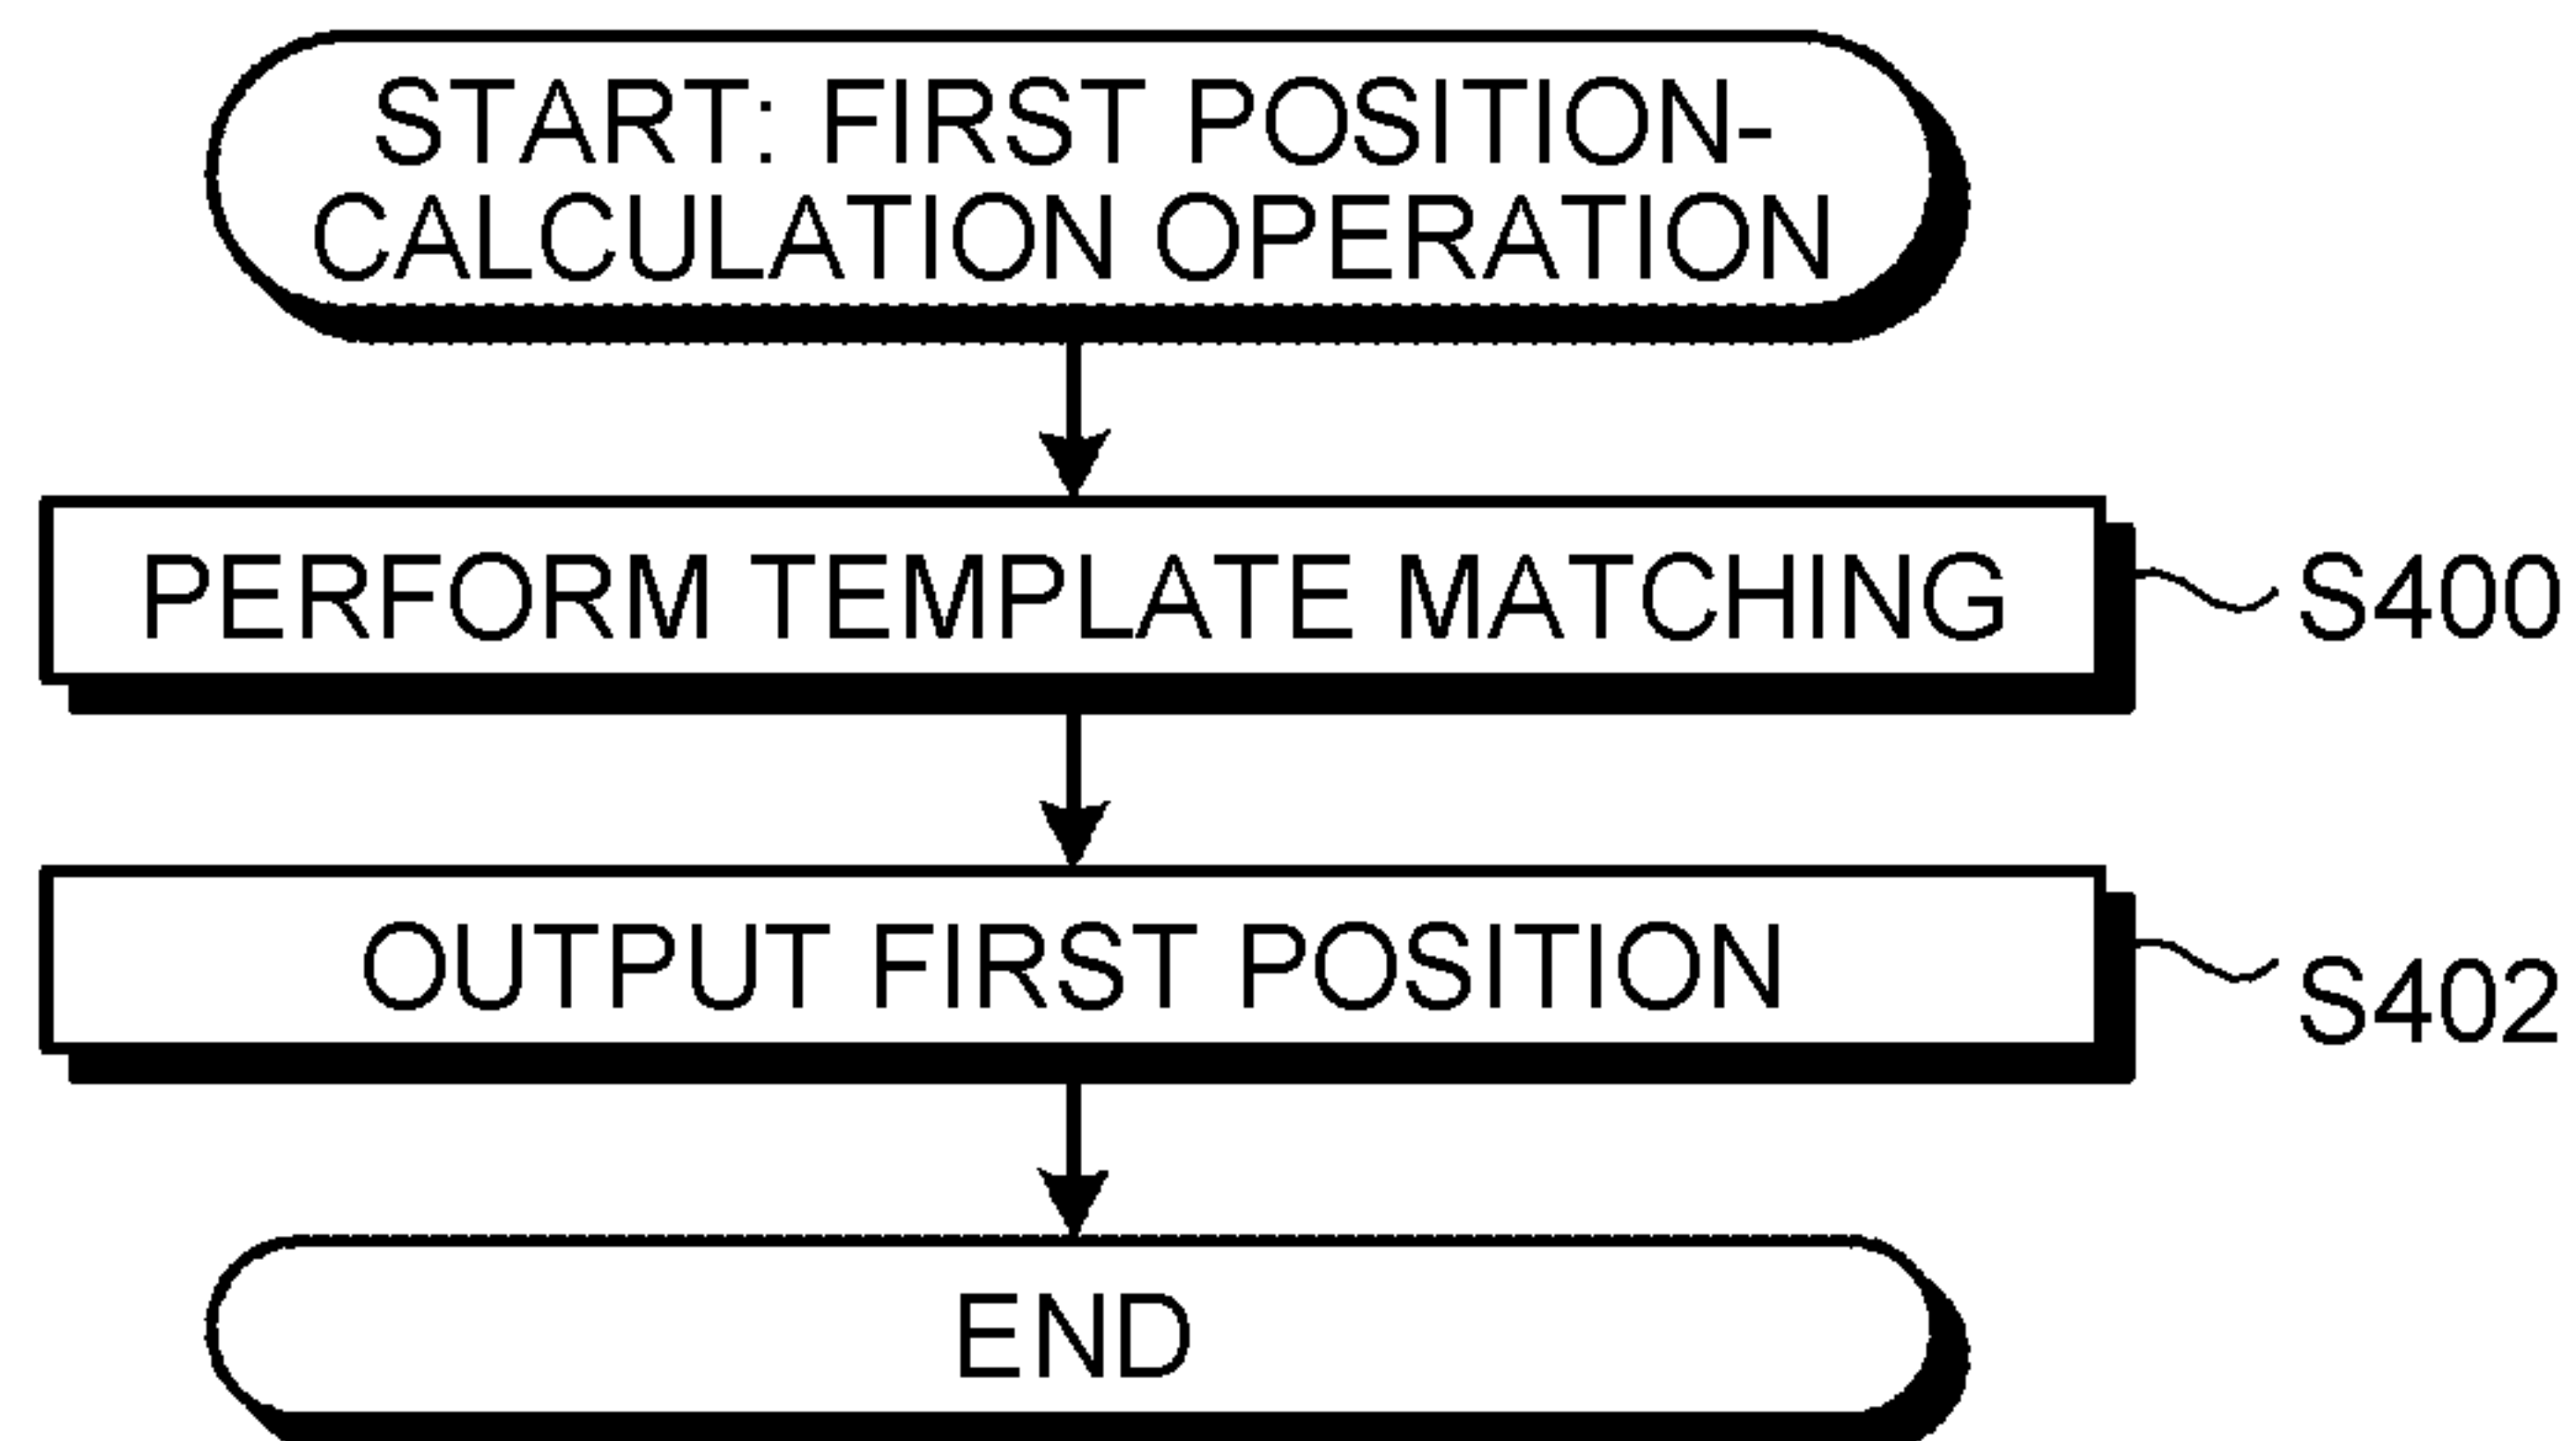 START: FIRST POSITION-
CALCULATION OPERATION
PERFORM TEMPLATE MATCHING
S400
OUTPUT FIRST POSITION
S402
END